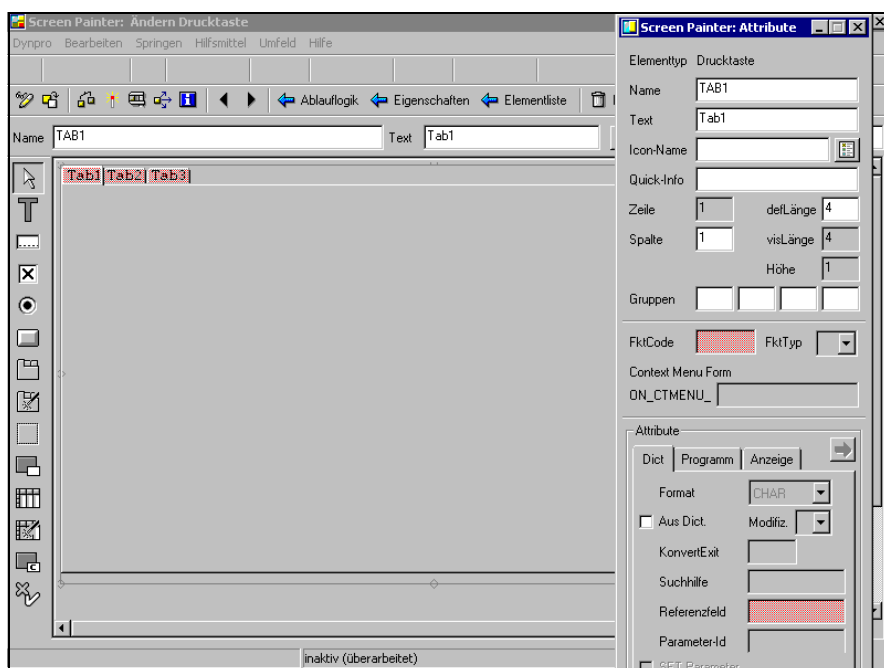 Screen Painter: Ändern Drucktaste
Dynpro Bearbeiten Springen Hilfsmittel Umfeld Hilfe
Ablauflogik Eigenschaften Elementliste
Name TAB1 Text Tab1
Tab1 Tab2 Tab3
inaktiv (überarbeitet)
Screen Painter: Attribute
Elementtyp Drucktaste
Name TAB1
Text Tab1
Icon-Name
Quick-Info
Zeile 1 defLänge 4
Spalte 1 visLänge 4
Höhe 1
Gruppen
FktCode FktTyp
Context Menu Form
ON_CTMENU_
Attribute
Dict Programm Anzeige
Format CHAR
Aus Dict. Modifiz.
KonvertExit
Suchhilfe
Referenzfeld
Parameter-Id
SET Parameter